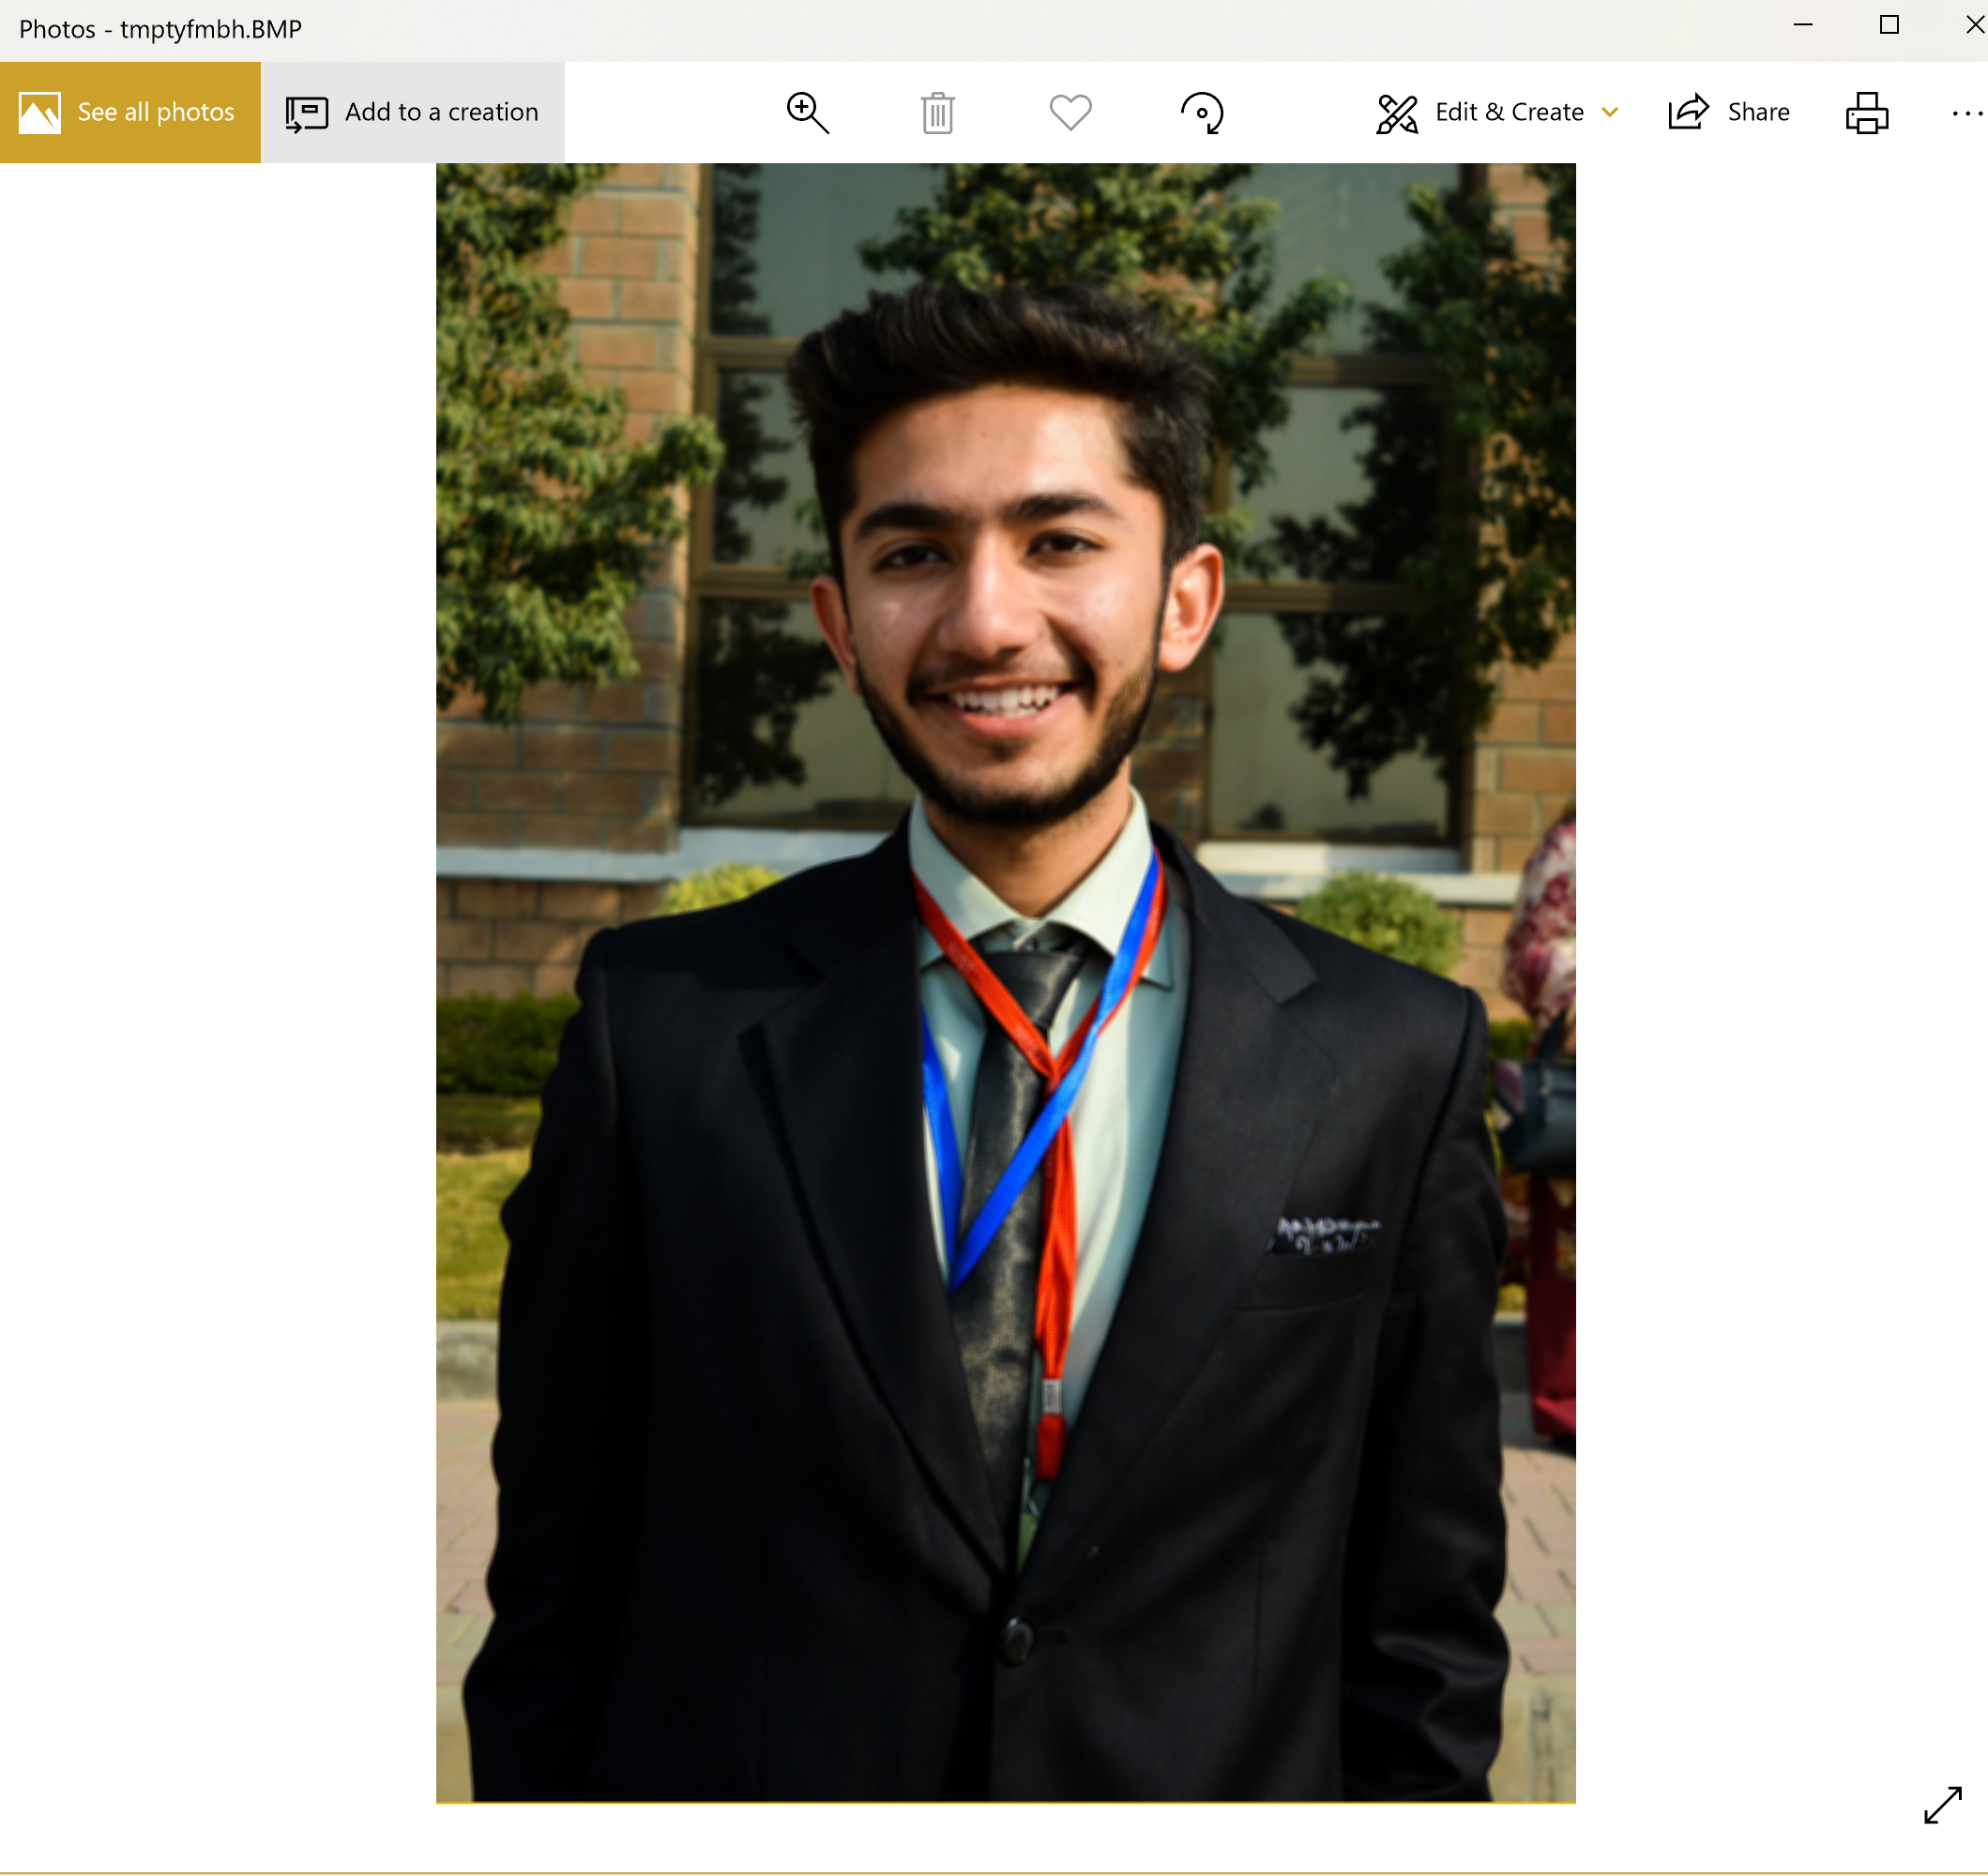 Photos - tmptyfmbh.BMP
See all photos
Add to a creation
Edit & Create
Share